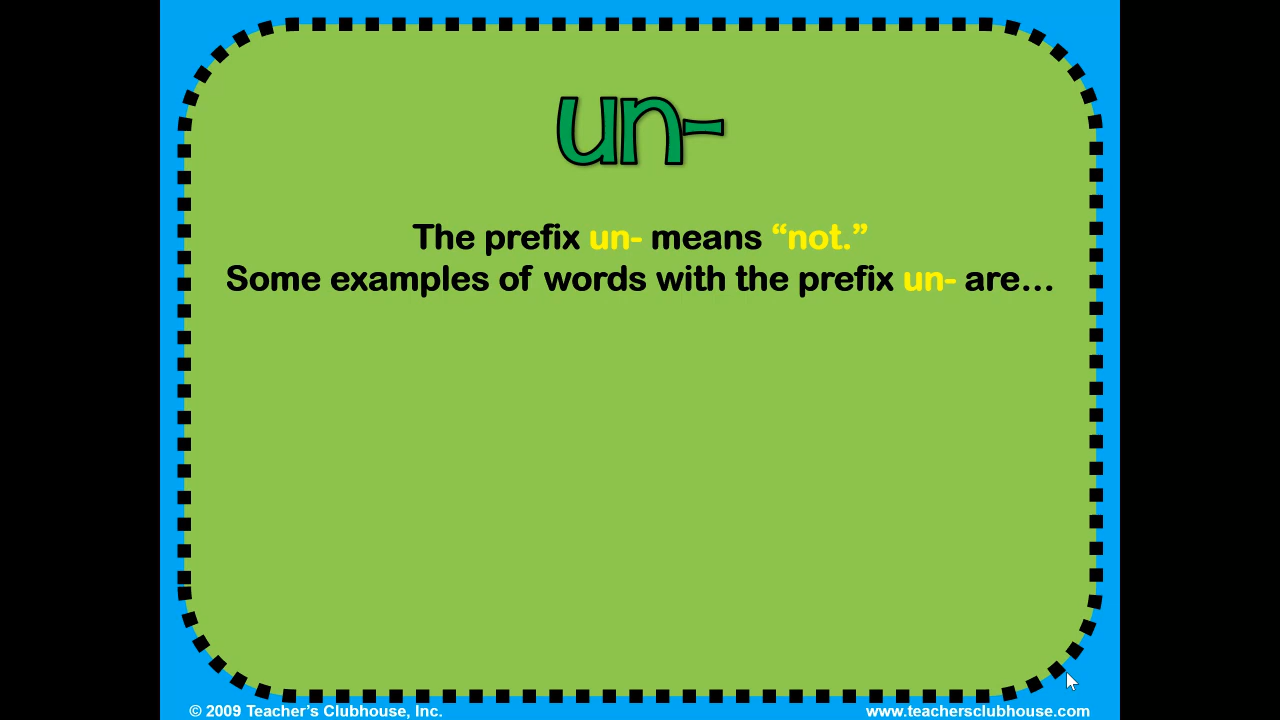 un-
The prefix un- means “not.”
Some examples of words with the prefix un- are…
© 2009 Teacher’s Clubhouse, Inc.
www.teachersclubhouse.com